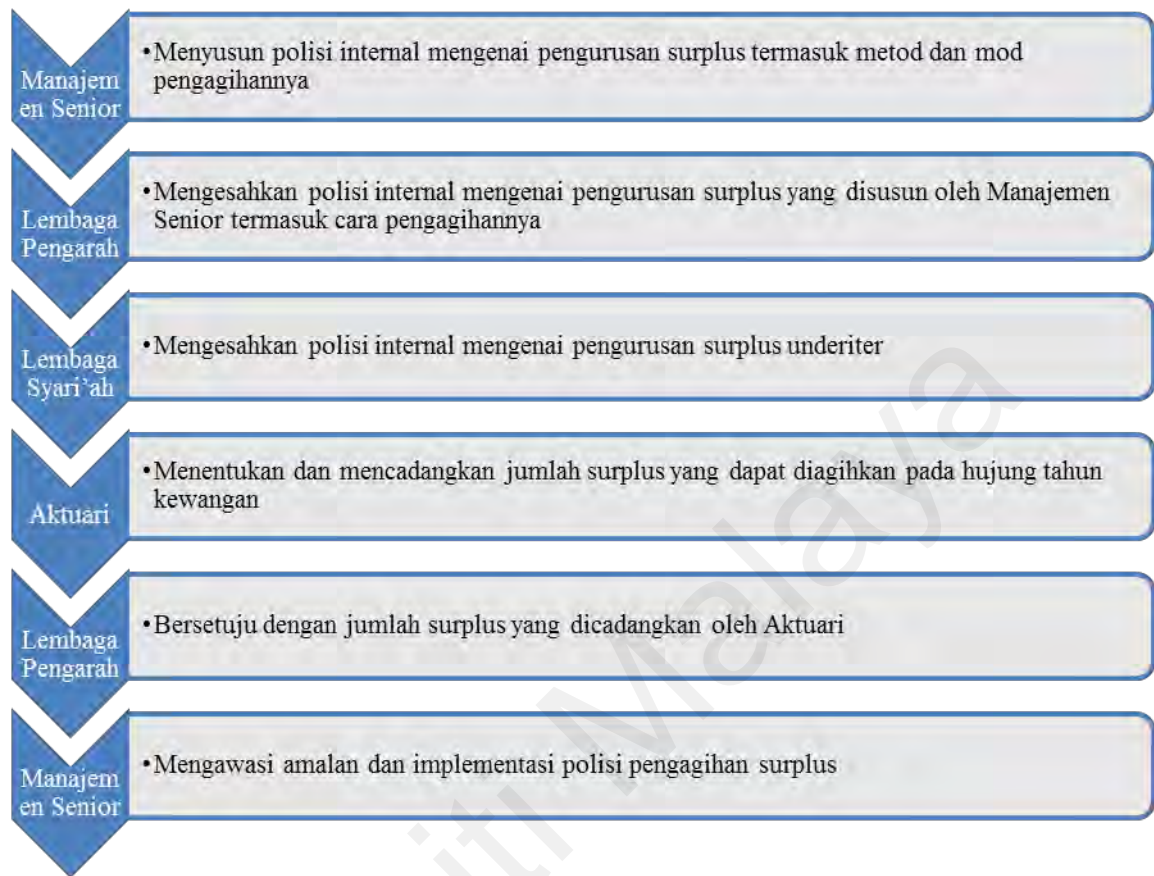 Manajem
en Senior
•Menyusun polisi internal mengenai pengurusan surplus termasuk metod dan mod
pengagihannya
Lembaga
Pengarah
•Mengesahkan polisi internal mengenai pengurusan surplus yang disusun oleh Manajemen
Senior termasuk cara pengagihannya
Lembaga
Syari'ah
•Mengesahkan polisi internal mengenai pengurusan surplus underiter
Aktuari
•Menentukan dan mencadangkan jumlah surplus yang dapat diagihkan pada hujung tahun
kewangan
Lembaga
Pengarah
•Bersetuju dengan jumlah surplus yang dicadangkan oleh Aktuari
Manajem
en Senior
•Mengawasi amalan dan implementasi polisi pengagihan surplus
iti Malaya